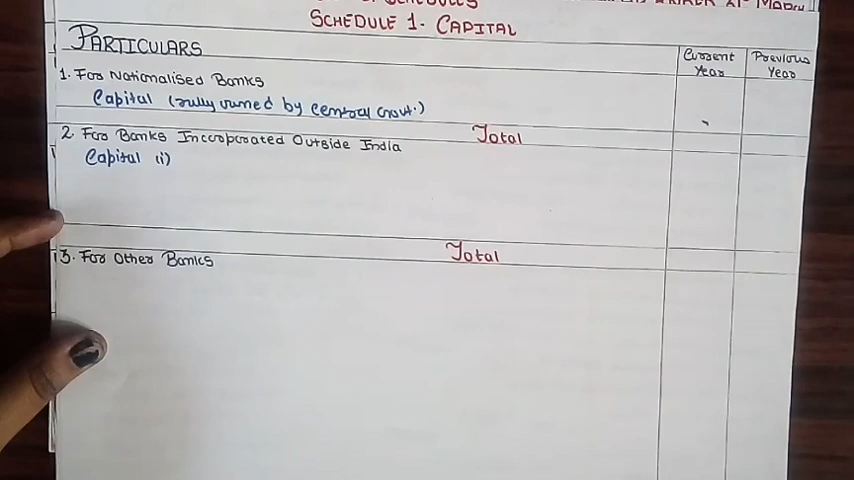 SCHEDULES
SCHEDULE 1. CAPITAL
PARTICULARS
Current Year
Previous Year
1. For Nationalised Banks
Capital (fully owned by Central Govt.)
Total
2. For Banks Incorporated Outside India
Capital (i)
Total
3. For Other Banks